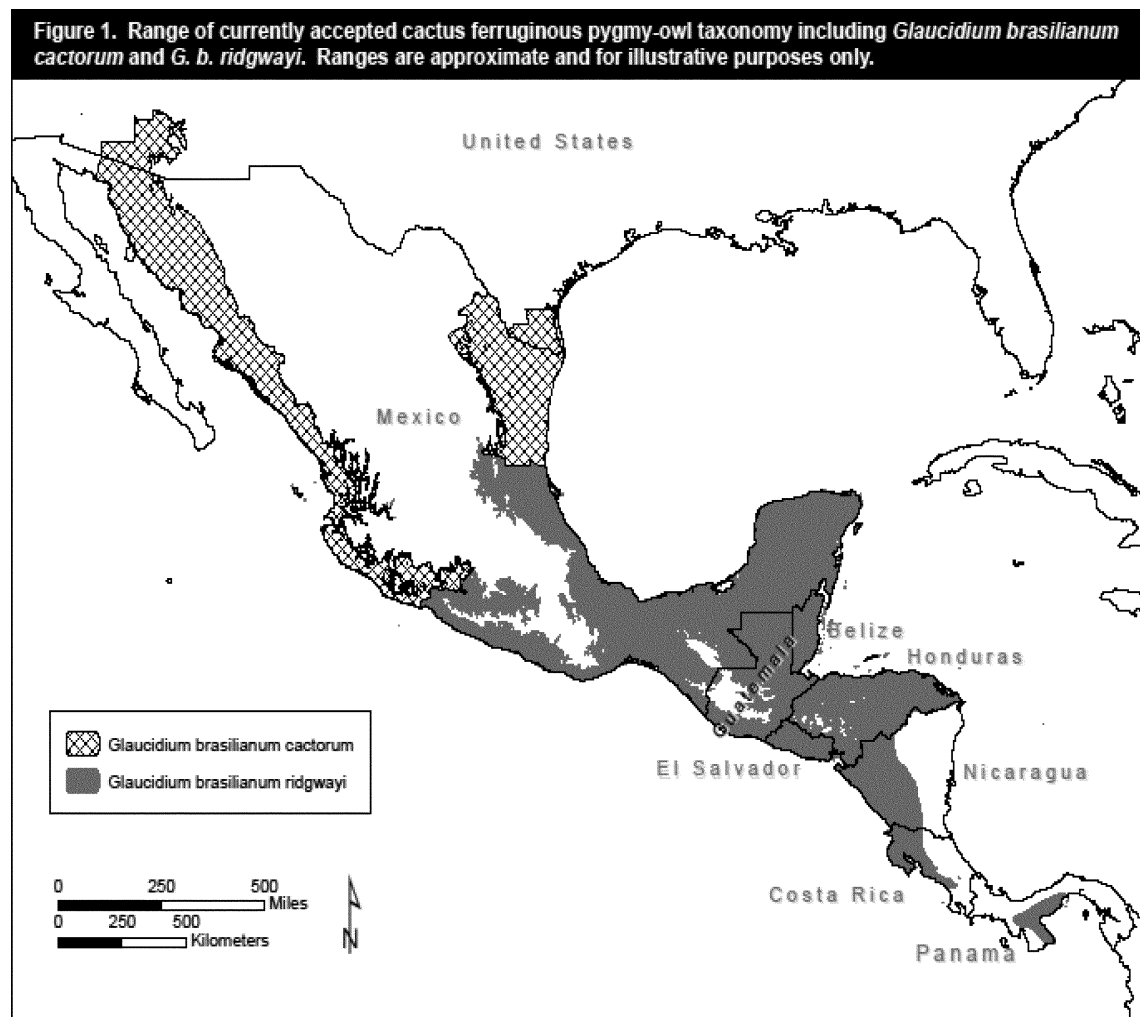 Figure 1. Range of currently accepted cactus ferruginous pygmy-owl taxonomy including Glaucidium brasilianum
cactorum and G. b. ridgwayi. Ranges are approximate and for illustrative purposes only.
United States
Mexico
Belize
Honduras
Guatemala
El Salvador
Nicaragua
Costa Rica
Panama
Glaucidium brasilianum cactorum
Glaucidium brasilianum ridgwayi
0 250 500
Miles
0 250 500
Kilometers
N